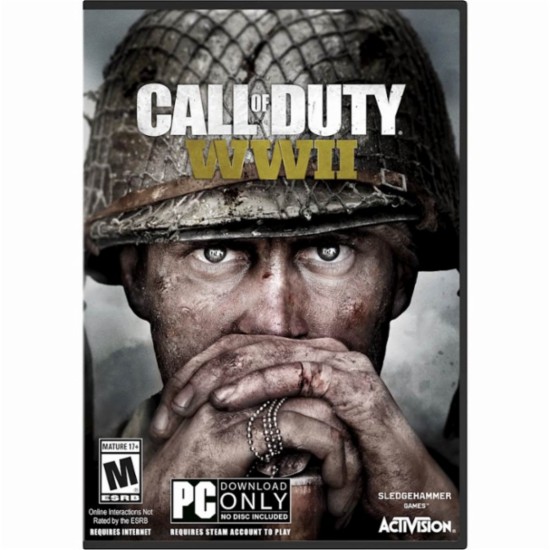 CALL OF DUTY
WWII
MATURE 17+
M
ESRB
Online Interactions Not
Rated by the ESRB
REQUIRES INTERNET
PC
DOWNLOAD
ONLY
NO DISC INCLUDED
REQUIRES STEAM ACCOUNT TO PLAY
SLEDGEHAMMER
GAMES™
ACTIVISION®